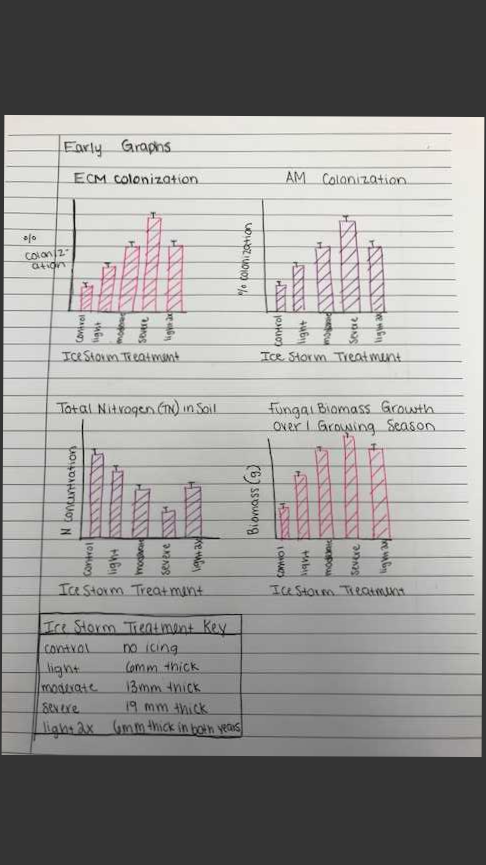 Early Graphs
ECM colonization
% coloniz-ation
control
light
moderate
severe
light 2x
Ice Storm Treatment
AM Colonization
% colonization
control
light
moderate
severe
light 2x
Ice Storm Treatment
Total Nitrogen (TN) in Soil
N concentration
control
light
moderate
severe
light 2x
Ice Storm Treatment
Fungal Biomass Growth
Over 1 Growing Season
Biomass (g)
control
light
moderate
severe
light 2x
Ice Storm Treatment
Ice Storm Treatment Key
control no icing
light 6mm thick
moderate 13mm thick
severe 19 mm thick
light 2x 6mm thick in both years